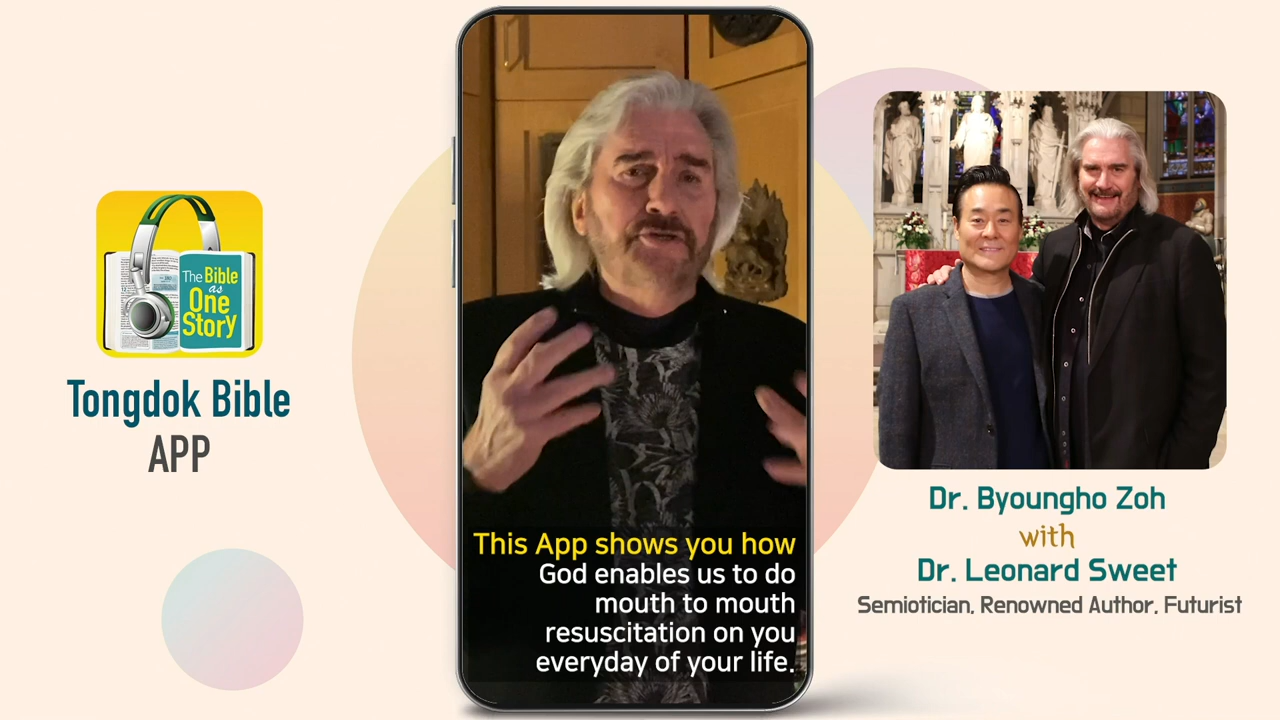 The Bible
as
One
Story
Tongdok Bible
APP
This App shows you how
God enables us to do
mouth to mouth
resuscitation on you
everyday of your life.
Dr. Byoungho Zoh
with
Dr. Leonard Sweet
Semiotician, Renowned Author, Futurist